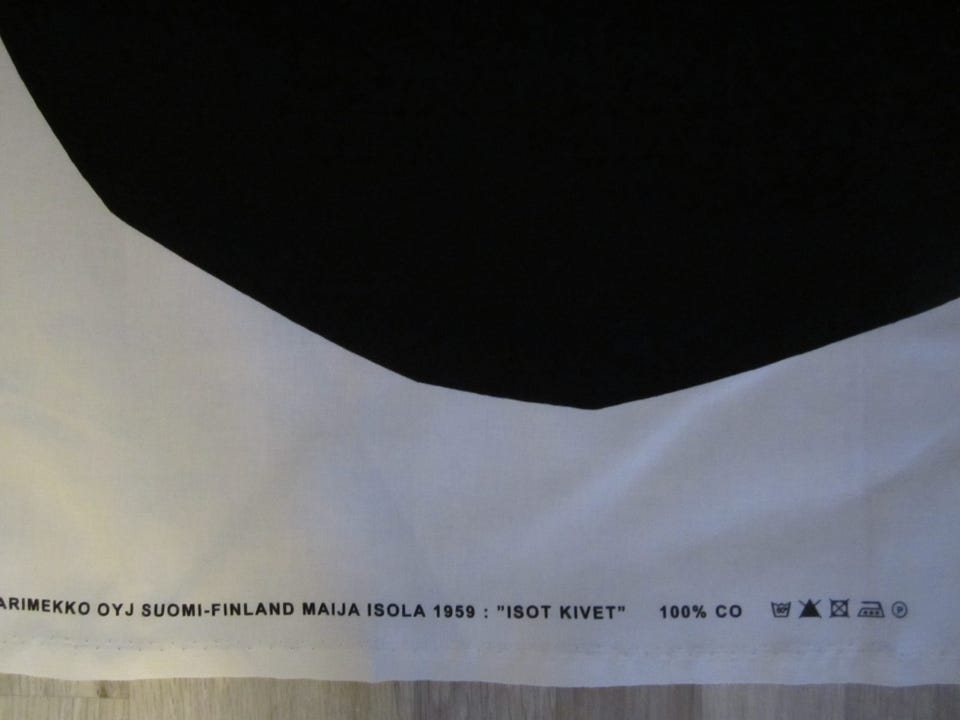 ARIMEKKO OYJ SUOMI-FINLAND MAIJA ISOLA 1959 : "ISOT KIVET" 100% CO P